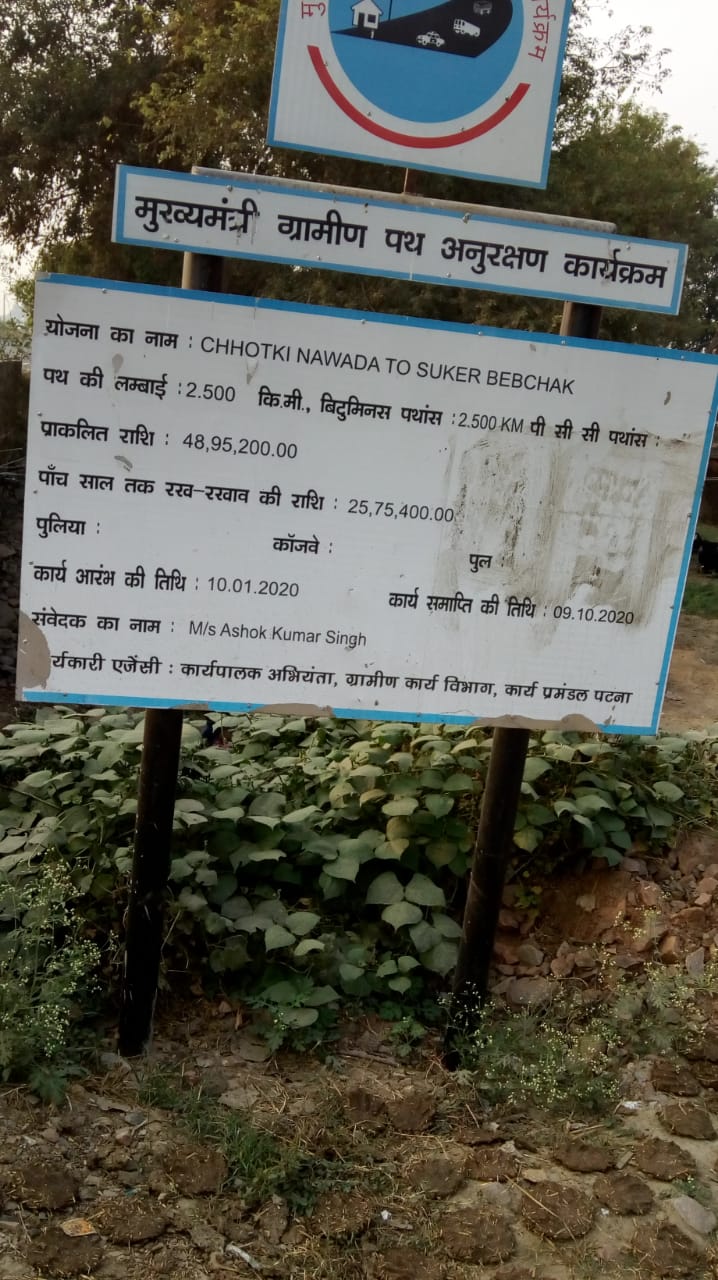 र्यक्रम
मुख्यमंत्री ग्रामीण पथ अनुरक्षण कार्यक्रम
योजना का नाम : CHHOTKI NAWADA TO SUKER BEBCHAK
पथ की लम्बाई : 2.500 कि.मी., बिटुमिनस पथांस : 2.500 KM पी सी सी पथांस :
प्राकलित राशि : 48,95,200.00
पाँच साल तक रख-रखाव की राशि : 25,75,400.00
पुलिया : कॉजवे : पुल :
कार्य आरंभ की तिथि : 10.01.2020 कार्य समाप्ति की तिथि : 09.10.2020
संवेदक का नाम : M/s Ashok Kumar Singh
र्यकारी एजेंसी : कार्यपालक अभियंता, ग्रामीण कार्य विभाग, कार्य प्रमंडल पटना